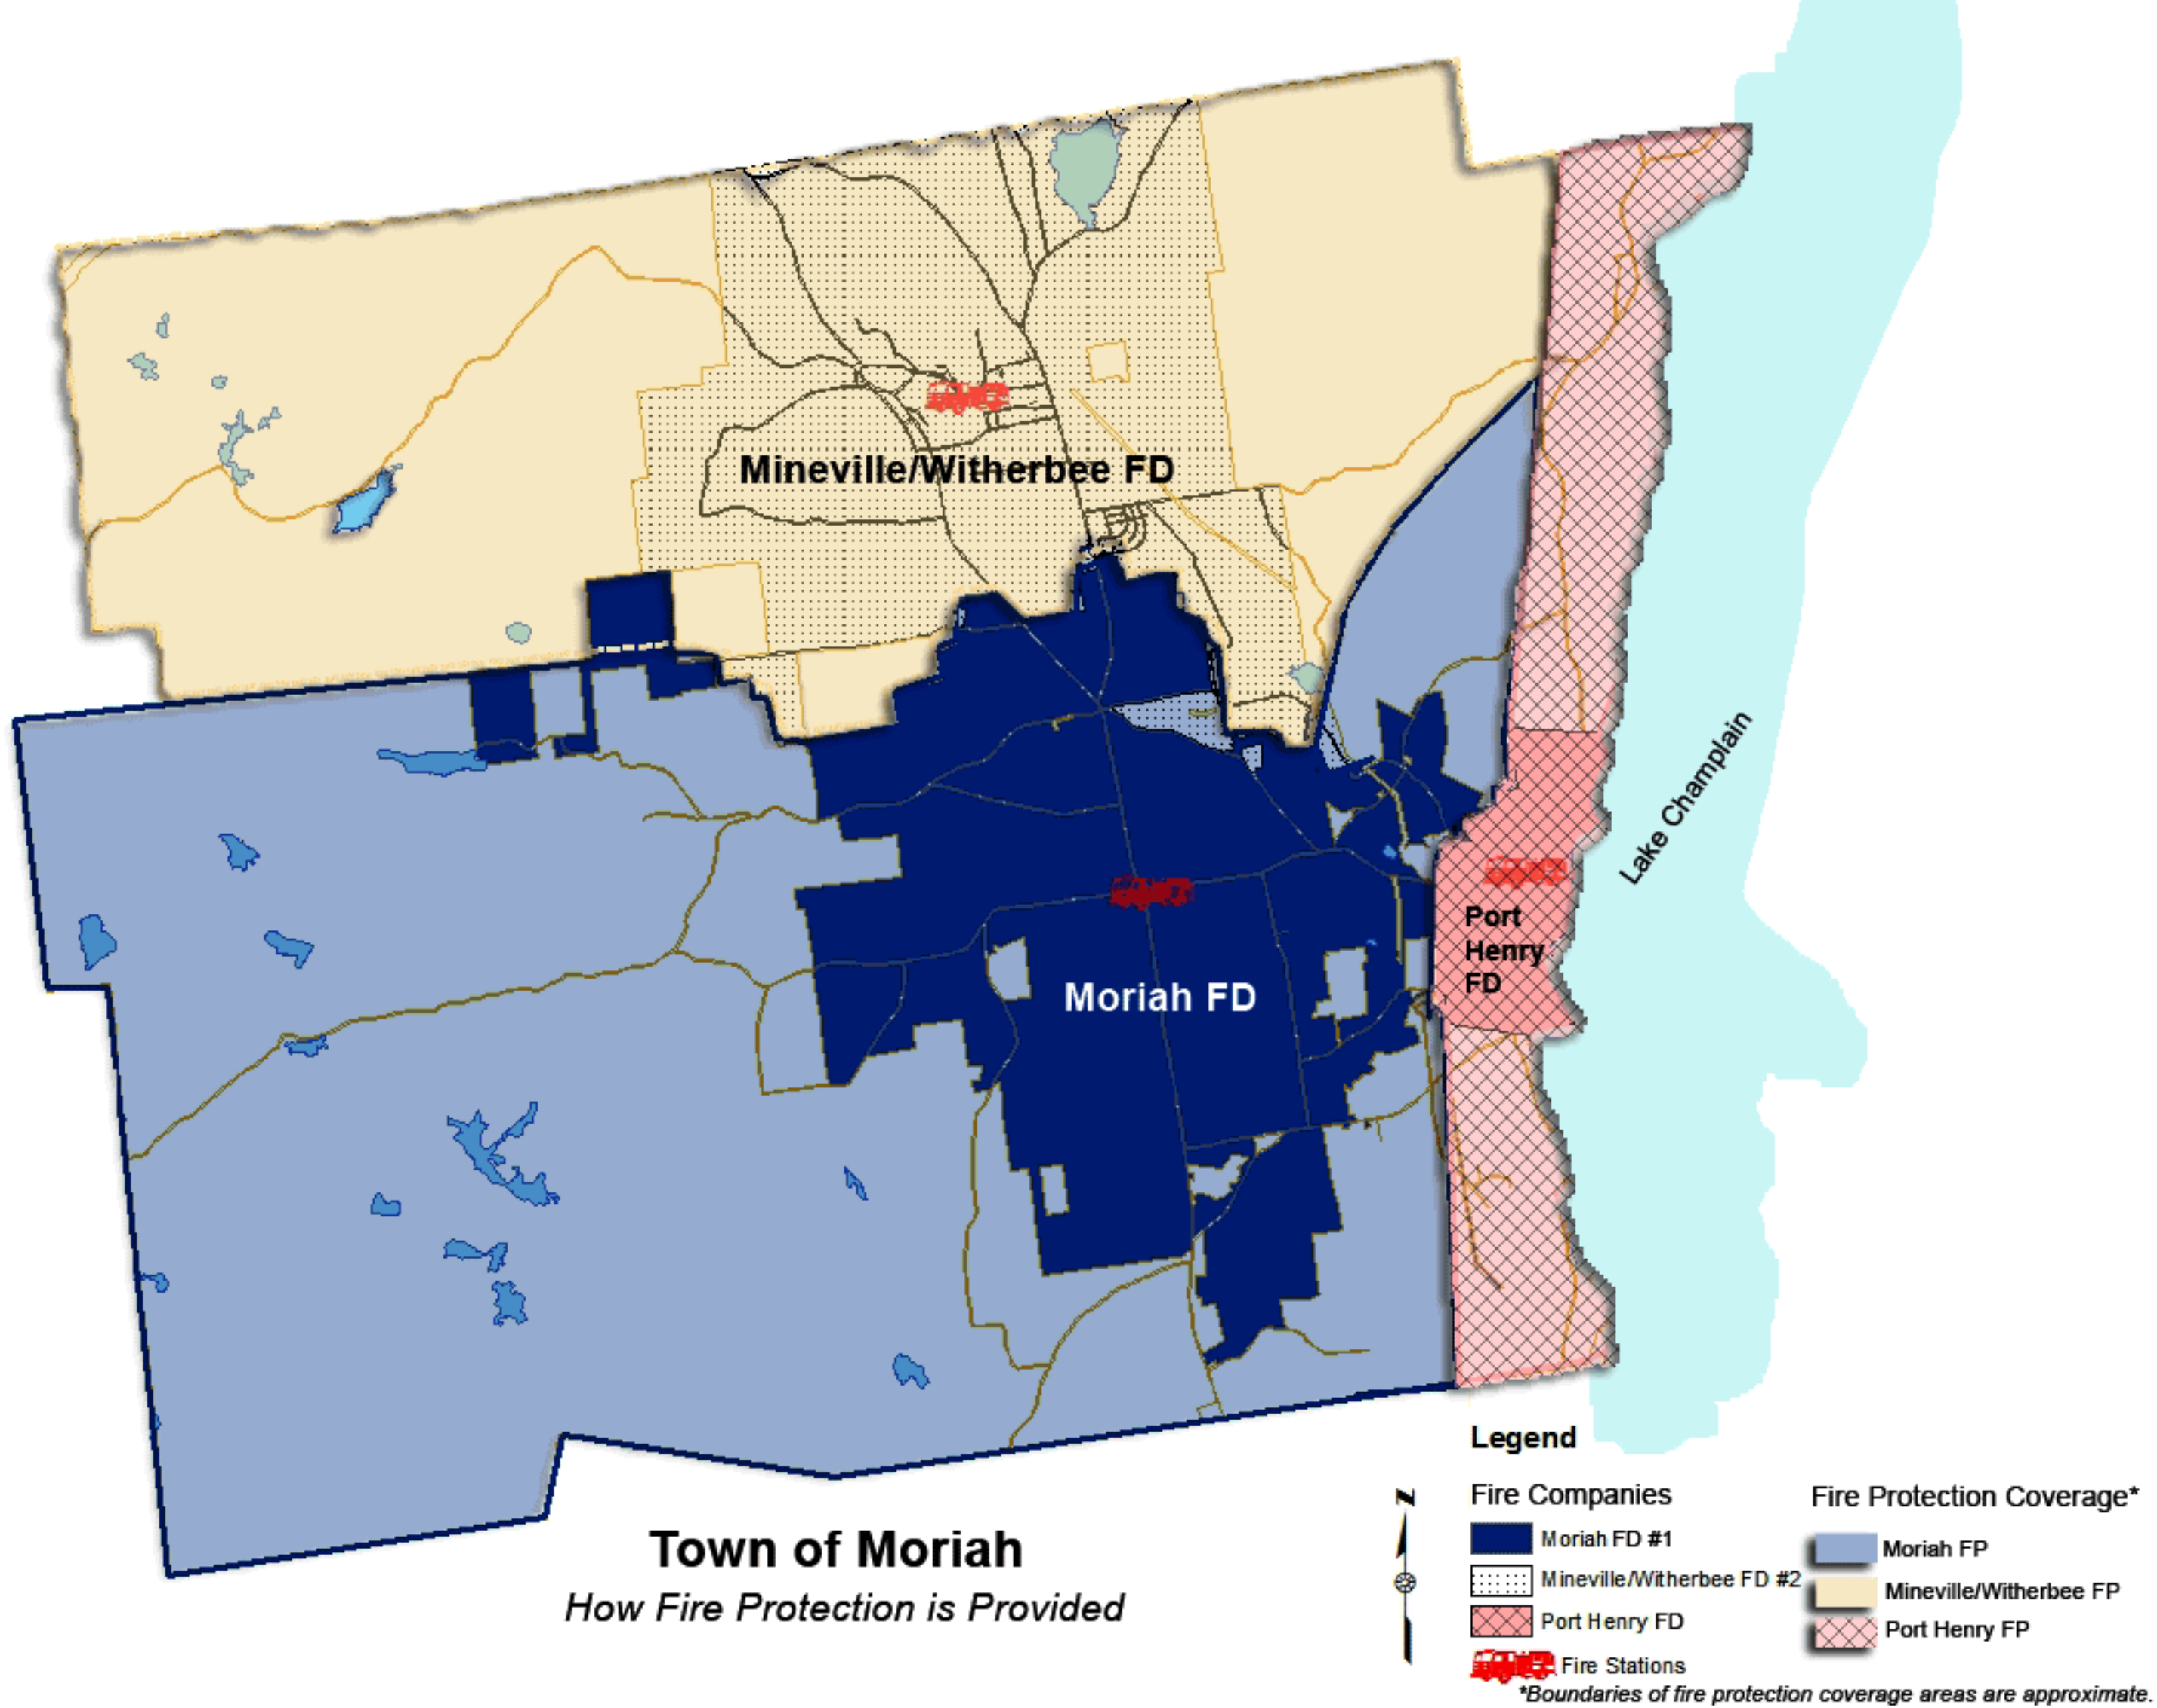 Mineville/Witherbee FD
Lake Champlain
Port
Henry
FD
Moriah FD
Town of Moriah
How Fire Protection is Provided
Legend
N
Fire Companies
Moriah FD #1
Mineville/Witherbee FD #2
Port Henry FD
Fire Stations
Fire Protection Coverage*
Moriah FP
Mineville/Witherbee FP
Port Henry FP
*Boundaries of fire protection coverage areas are approximate.